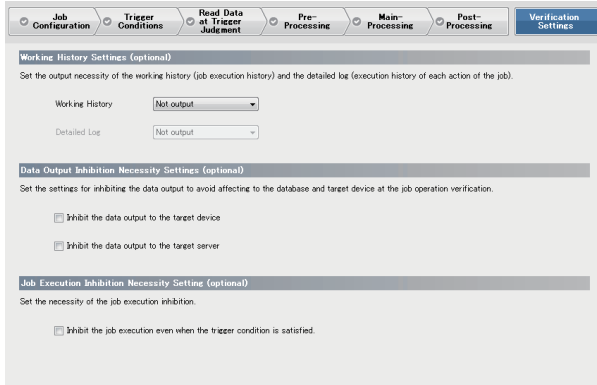 Job
Configuration
Trigger
Conditions
Read Data
at Trigger
Judgment
Pre-
Processing
Main-
Processing
Post-
Processing
Verification
Settings
Working History Settings (optional)
Set the output necessity of the working history (job execution history) and the detailed log (execution history of each action of the job).
Working History Not output
Detailed Log Not output
Data Output Inhibition Necessity Settings (optional)
Set the settings for inhibiting the data output to avoid affecting to the database and target device at the job operation verification.
Inhibit the data output to the target device
Inhibit the data output to the target server
Job Execution Inhibition Necessity Setting (optional)
Set the necessity of the job execution inhibition.
Inhibit the job execution even when the trigger condition is satisfied.